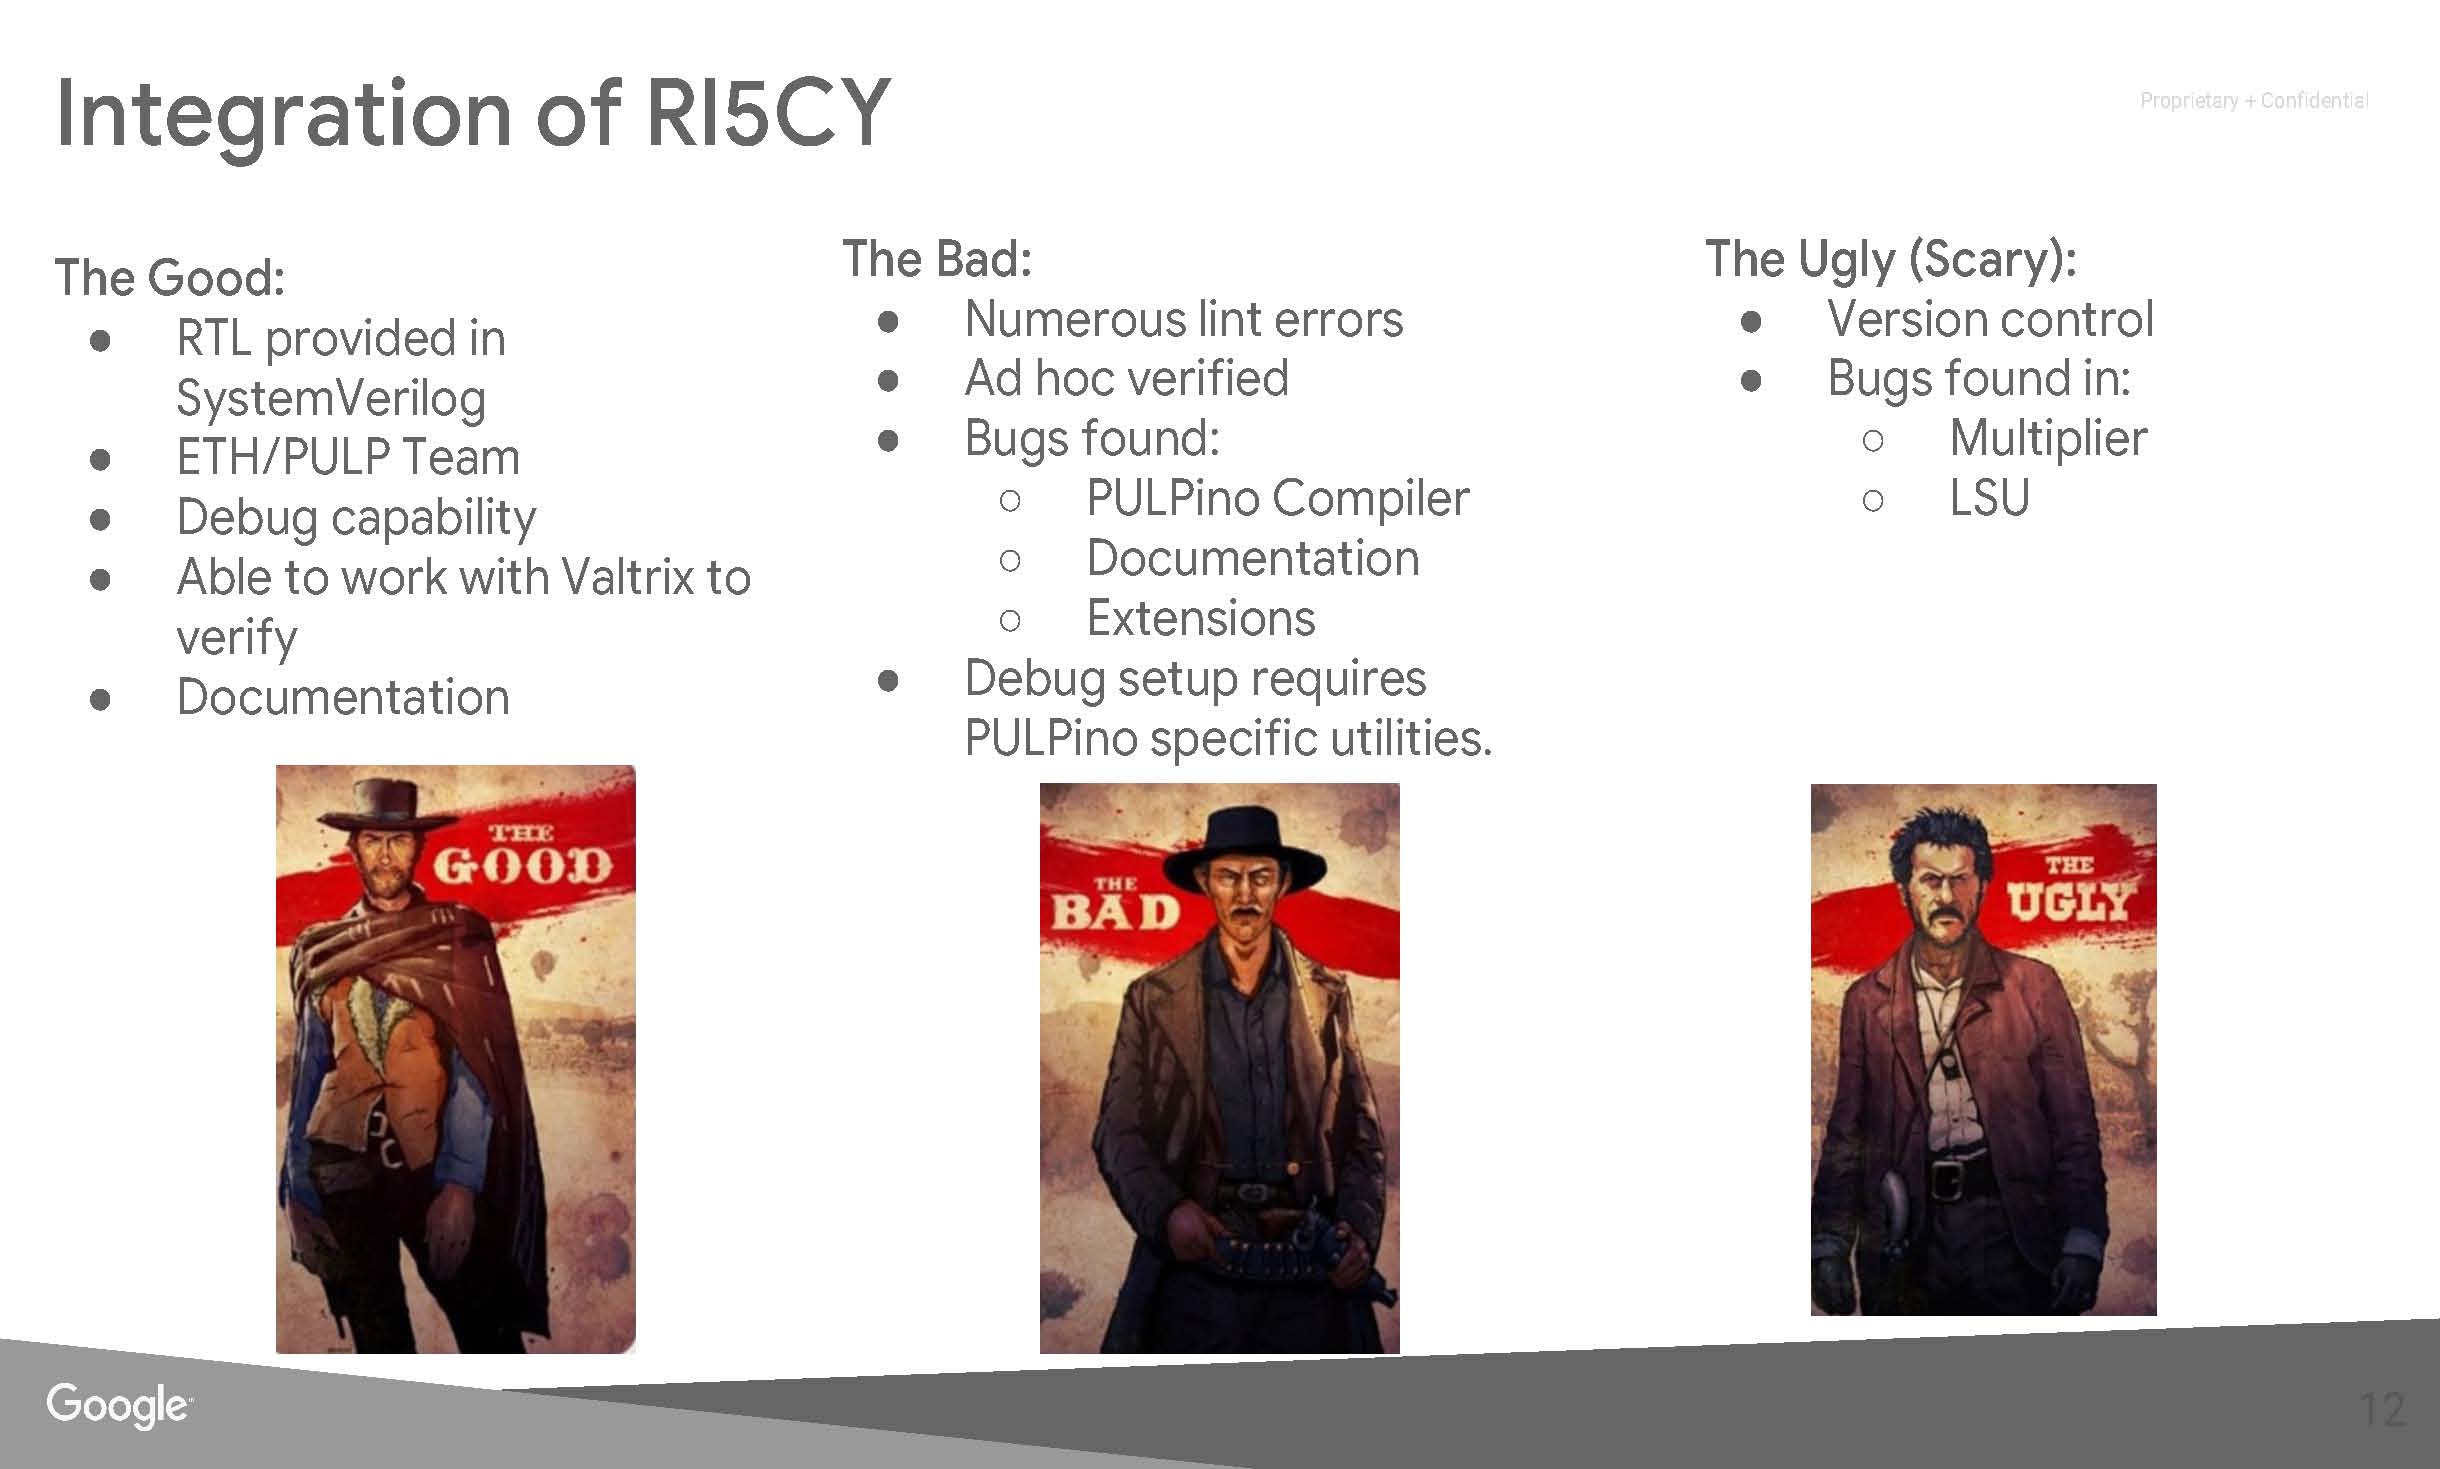 Integration of RI5CY
Proprietary + Confidential
The Good:
● RTL provided in
SystemVerilog
● ETH/PULP Team
● Debug capability
● Able to work with Valtrix to
verify
● Documentation
The Bad:
● Numerous lint errors
● Ad hoc verified
● Bugs found:
○ PULPino Compiler
○ Documentation
○ Extensions
● Debug setup requires
PULPino specific utilities.
The Ugly (Scary):
● Version control
● Bugs found in:
○ Multiplier
○ LSU
THE
GOOD
THE
BAD
THE
UGLY
Google
12